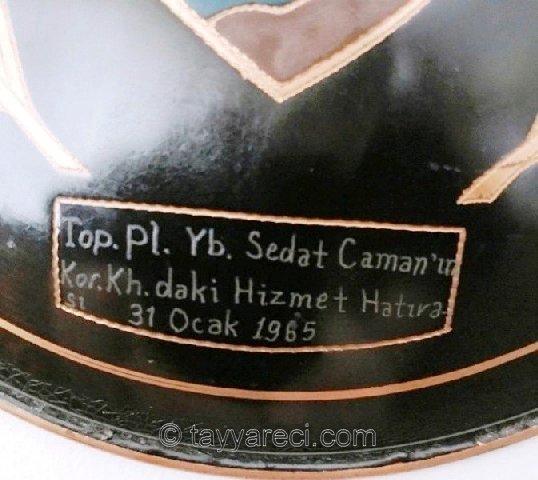 Top. Pl. Yb. Sedat Caman'ın
Kor. Kh. daki Hizmet Hatıra-
sı 31 Ocak 1965
© tayyareci.com